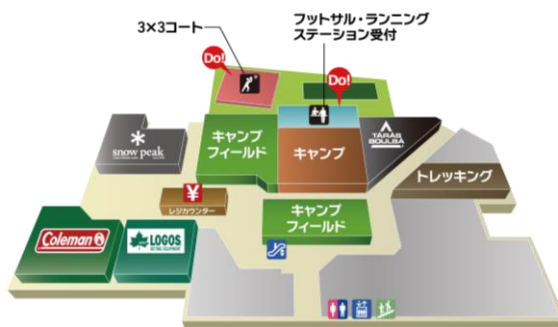 3×3コート
フットサル・ランニング
ステーション受付
Do!
Do!
キャンプ
フィールド
キャンプ
snow peak
TARAS
BOULBA
トレッキング
¥
レジカウンター
キャンプ
フィールド
Coleman
LOGOS